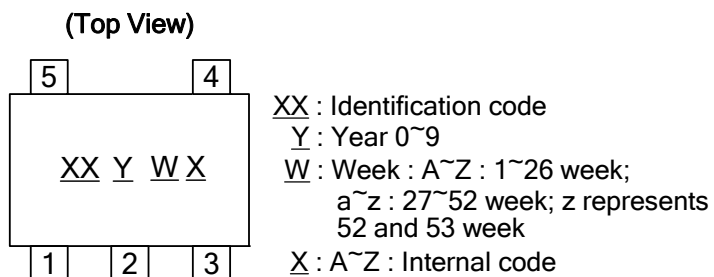 (Top View)
5 4
XX Y W X
1 2 3
XX : Identification code
Y : Year 0~9
W : Week : A~Z : 1~26 week;
a~z : 27~52 week; z represents
52 and 53 week
X : A~Z : Internal code